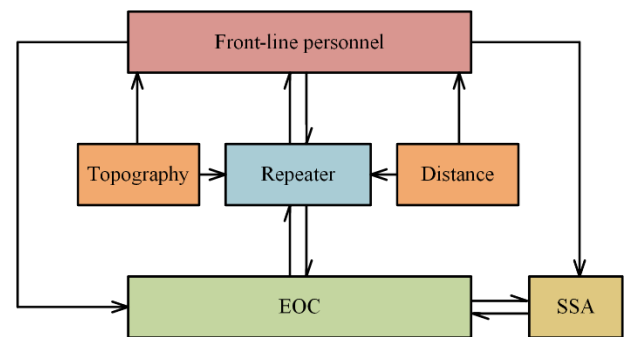 Front-line personnel
Topography
Repeater
Distance
EOC
SSA